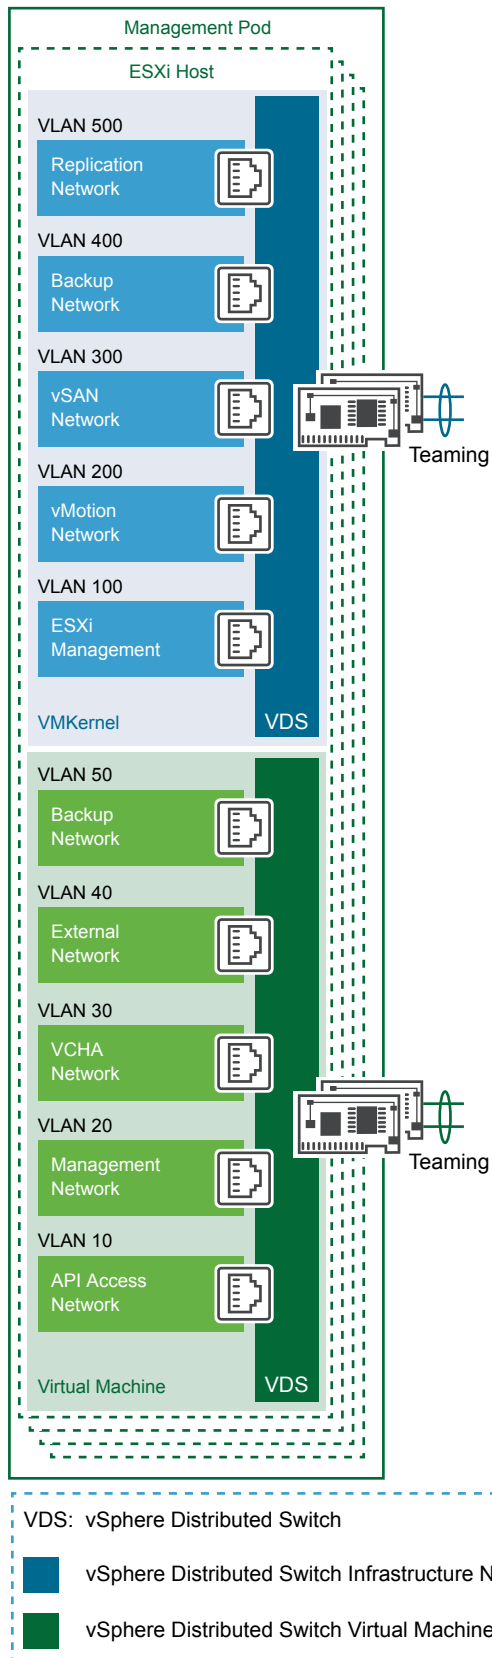 Management Pod
ESXi Host
VLAN 500
Replication
Network
VLAN 400
Backup
Network
VLAN 300
vSAN
Network
Teaming
VLAN 200
vMotion
Network
VLAN 100
ESXi
Management
VMKernel
VDS
VLAN 50
Backup
Network
VLAN 40
External
Network
VLAN 30
VCHA
Network
VLAN 20
Teaming
Management
Network
VLAN 10
API Access
Network
Virtual Machine
VDS
VDS: vSphere Distributed Switch
vSphere Distributed Switch Infrastructure N
vSphere Distributed Switch Virtual Machine